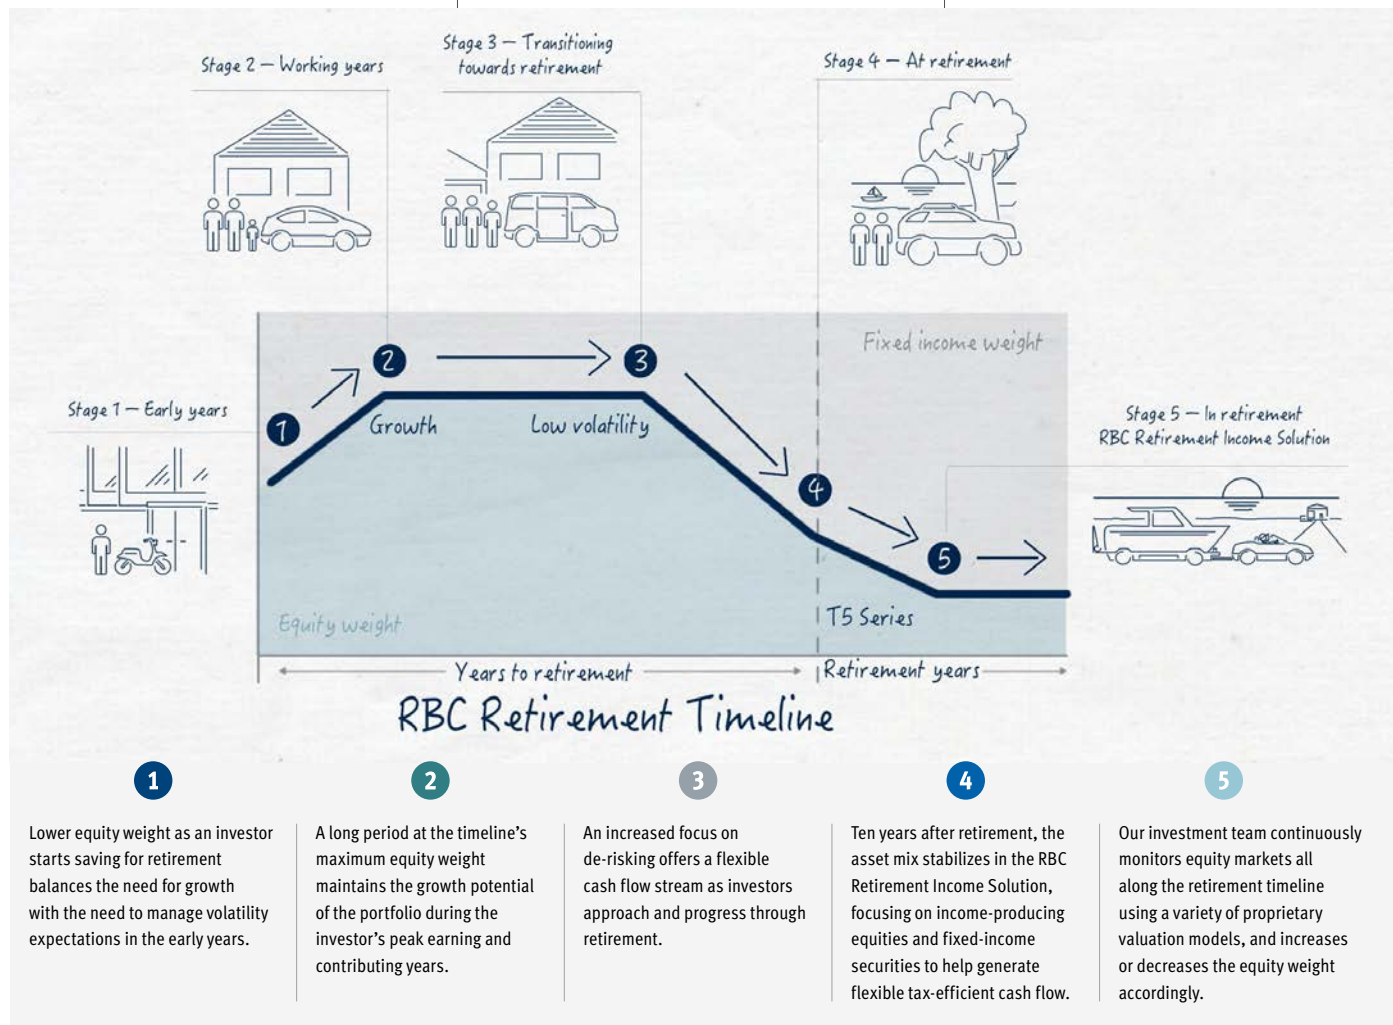 Stage 2 — Working years
Stage 3 — Transitioning
towards retirement
Stage 4 — At retirement
Fixed income weight
2
3
1
Stage 1 — Early years
Growth
Low volatility
Stage 5 — In retirement
RBC Retirement Income Solution
4
5
Equity weight
T5 Series
Years to retirement
Retirement years
RBC Retirement Timeline
1
Lower equity weight as an investor
starts saving for retirement
balances the need for growth
with the need to manage volatility
expectations in the early years.
2
A long period at the timeline’s
maximum equity weight
maintains the growth potential
of the portfolio during the
investor’s peak earning and
contributing years.
3
An increased focus on
de-risking offers a flexible
cash flow stream as investors
approach and progress through
retirement.
4
Ten years after retirement, the
asset mix stabilizes in the RBC
Retirement Income Solution,
focusing on income-producing
equities and fixed-income
securities to help generate
flexible tax-efficient cash flow.
5
Our investment team continuously
monitors equity markets all
along the retirement timeline
using a variety of proprietary
valuation models, and increases
or decreases the equity weight
accordingly.